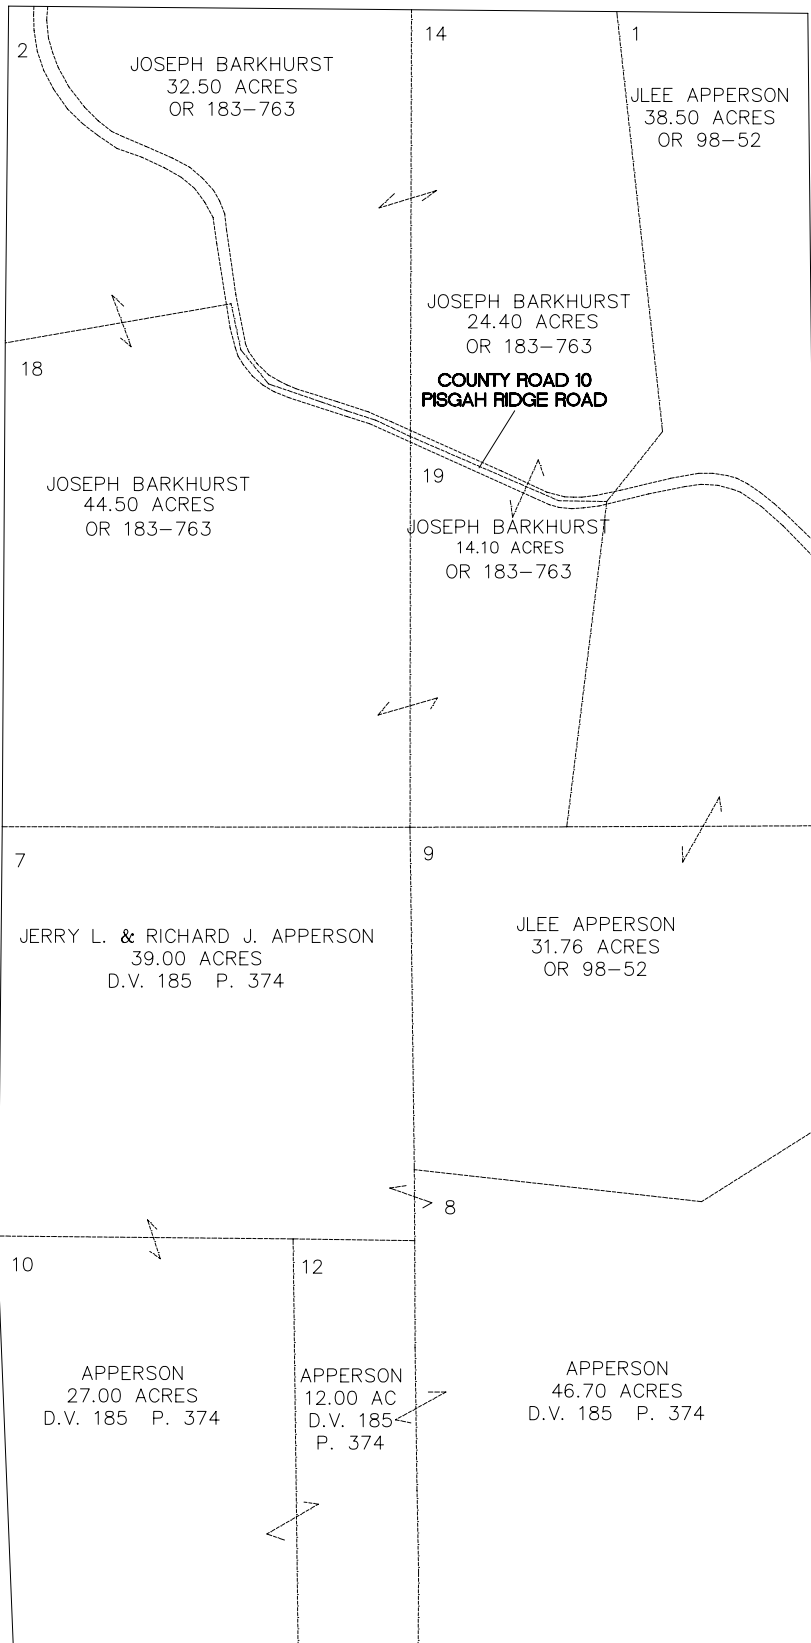 2
JOSEPH BARKHURST
32.50 ACRES
OR 183-763
14
1
JLEE APPERSON
38.50 ACRES
OR 98-52
JOSEPH BARKHURST
24.40 ACRES
OR 183-763
COUNTY ROAD 10
PISGAH RIDGE ROAD
18
JOSEPH BARKHURST
44.50 ACRES
OR 183-763
19
JOSEPH BARKHURST
14.10 ACRES
OR 183-763
7
JERRY L. & RICHARD J. APPERSON
39.00 ACRES
D.V. 185 P. 374
9
JLEE APPERSON
31.76 ACRES
OR 98-52
8
10
APPERSON
27.00 ACRES
D.V. 185 P. 374
12
APPERSON
12.00 AC
D.V. 185
P. 374
APPERSON
46.70 ACRES
D.V. 185 P. 374